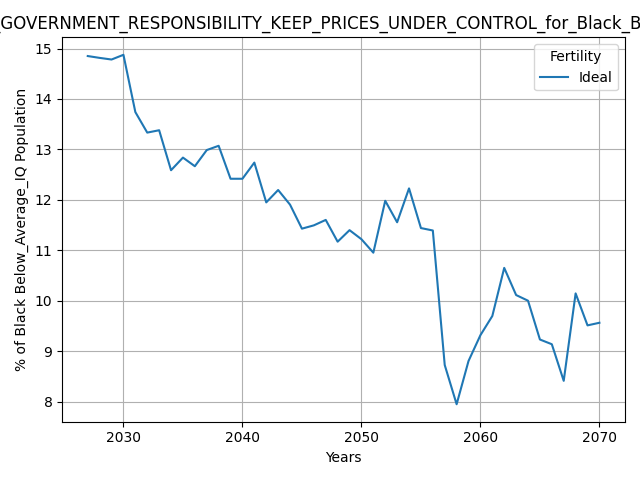 _GOVERNMENT_RESPONSIBILITY_KEEP_PRICES_UNDER_CONTROL_for_Black_B
Fertility
Ideal
% of Black Below_Average_IQ Population
15
14
13
12
11
10
9
8
2030 2040 2050 2060 2070
Years